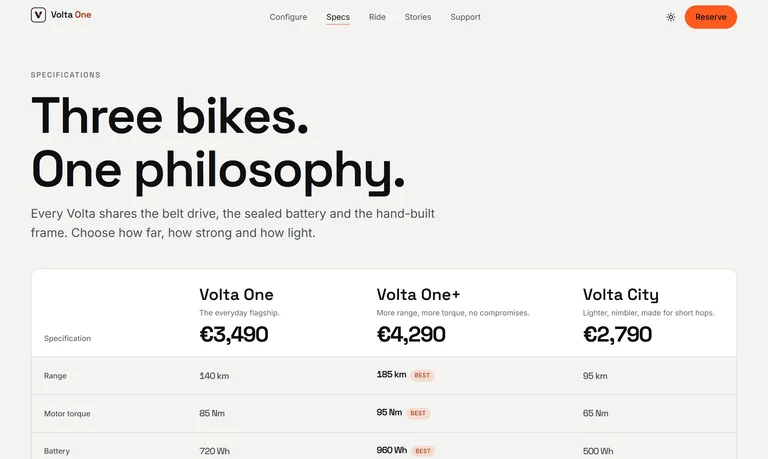 V Volta One
Configure Specs Ride Stories Support
Reserve
SPECIFICATIONS
Three bikes.
One philosophy.
Every Volta shares the belt drive, the sealed battery and the hand-built
frame. Choose how far, how strong and how light.
Volta One Volta One+ Volta City
The everyday flagship. More range, more torque, no compromises. Lighter, nimbler, made for short hops.
Specification €3,490 €4,290 €2,790
Range 140 km 185 km BEST 95 km
Motor torque 85 Nm 95 Nm BEST 65 Nm
Battery 720 Wh 960 Wh BEST 500 Wh